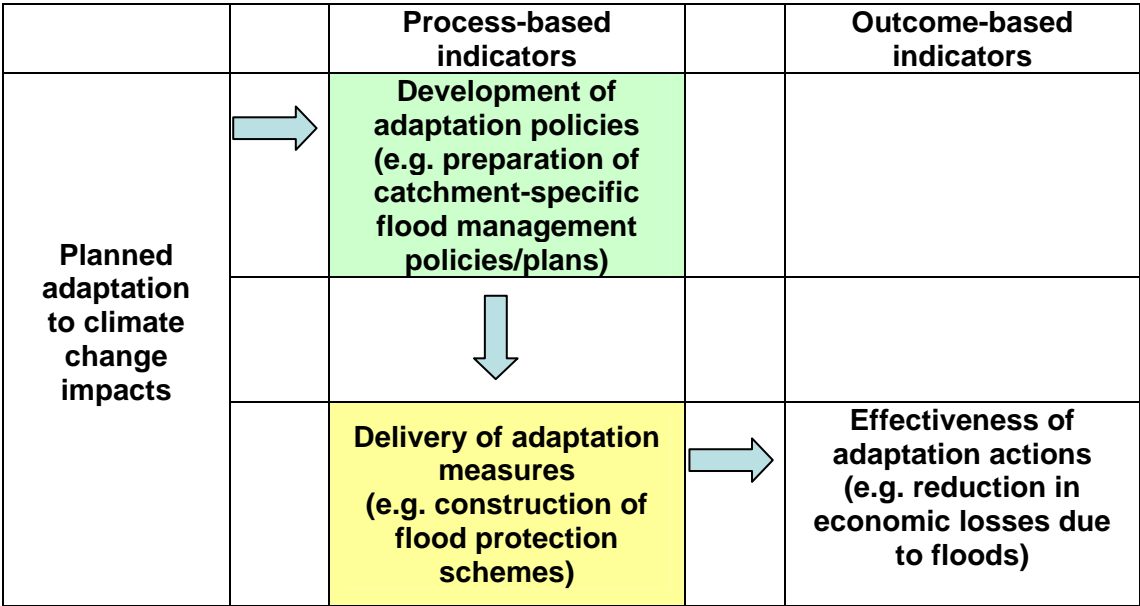 Process-based
indicators
Outcome-based
indicators
Planned
adaptation
to climate
change
impacts
Development of
adaptation policies
(e.g. preparation of
catchment-specific
flood management
policies/plans)
Delivery of adaptation
measures
(e.g. construction of
flood protection
schemes)
Effectiveness of
adaptation actions
(e.g. reduction in
economic losses due
to floods)